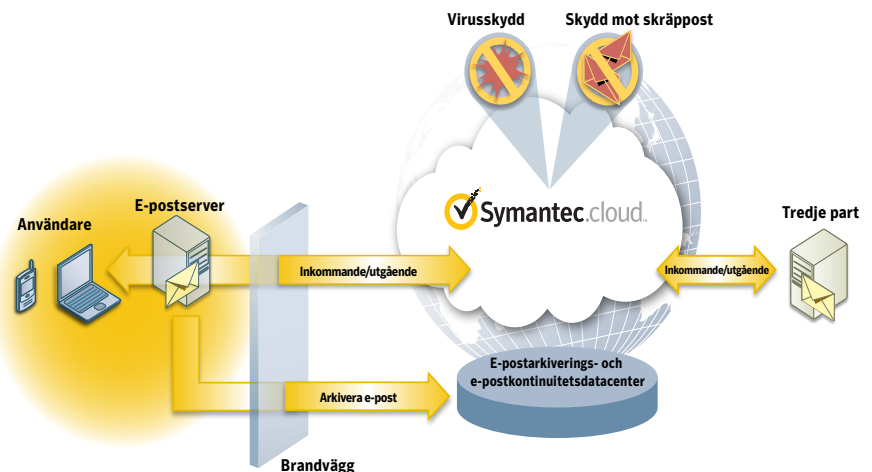 Virusskydd
Skydd mot skräppost
Symantec.cloud.
E-postserver
Användare
Tredje part
Inkommande/utgående
Inkommande/utgående
E-postarkiverings- och
e-postkontinuitetsdatacenter
Arkivera e-post
Brandvägg